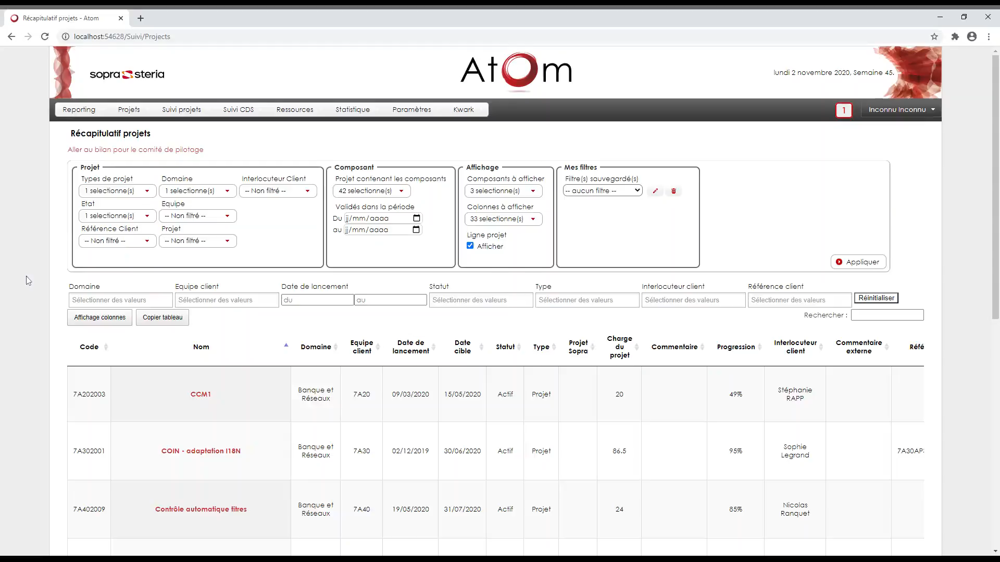 Récapitulatif projets - Atom
localhost:54628/Suivi/Projects
sopra steria
Atom
lundi 2 novembre 2020, Semaine 45.
Reporting Projets Suivi projets Suivi CDS Ressources Statistique Paramètres Kwark 1 Inconnu Inconnu
Récapitulatif projets
Aller au bilan pour le comité de pilotage
Projet Composant Affichage Mes filtres
Types de projet Domaine Interlocuteur Client Projet contenant les composants Composants à afficher Filtre(s) sauvegardé(s)
1 selectionne(s) 1 selectionne(s) -- Non filtré -- 42 selectionne(s) 3 selectionne(s) -- aucun filtre --
Etat Equipe Validés dans la période Colonnes à afficher
1 selectionne(s) -- Non filtré -- Du jj/mm/aaaa 33 selectionne(s)
Référence Client Projet au jj/mm/aaaa Ligne projet
-- Non filtré -- -- Non filtré -- Afficher
Appliquer
Domaine Equipe client Date de lancement Statut Type Interlocuteur client Référence client
Sélectionner des valeurs Sélectionner des valeurs du au Sélectionner des valeurs Sélectionner des valeurs Sélectionner des valeurs Sélectionner des valeurs Réinitialiser
Affichage colonnes Copier tableau Rechercher :
Code Nom Domaine Equipe client Date de lancement Date cible Statut Type Projet Sopra Charge du projet Commentaire Progression Interlocuteur client Commentaire externe Réfé
7A202003 CCM1 Banque et Réseaux 7A20 09/03/2020 15/05/2020 Actif Projet 20 49% Stéphanie RAPP
7A302001 COIN - adaptation I18N Banque et Réseaux 7A30 02/12/2019 30/06/2020 Actif Projet 86.5 95% Sophie Legrand 7A30AP
7A402009 Contrôle automatique titres Banque et Réseaux 7A40 19/05/2020 31/07/2020 Actif Projet 24 85% Nicolas Ranquet